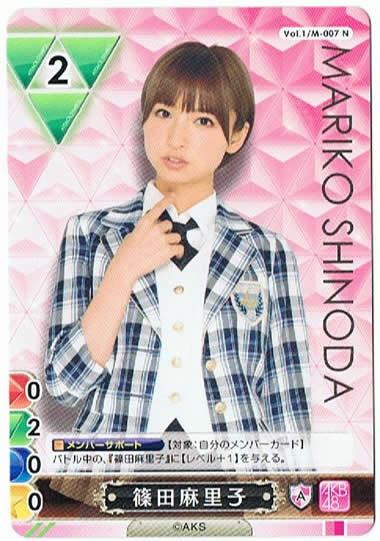 Vol.1/M-007 N
2
MARIKO SHINODA
0
2
0
0
メンバーサポート 【対象:自分のメンバーカード】
バトル中の、『篠田麻里子』に【レベル+1】を与える。
篠田麻里子
A
AKB
48
©AKS